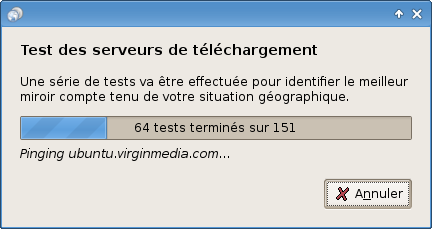 Test des serveurs de téléchargement
Une série de tests va être effectuée pour identifier le meilleur
miroir compte tenu de votre situation géographique.
64 tests terminés sur 151
Pinging ubuntu.virginmedia.com...
Annuler